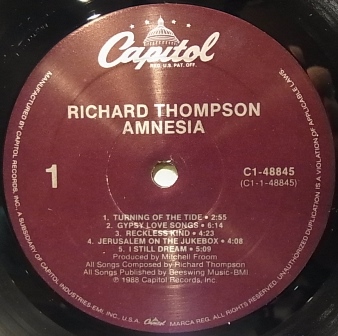 Capitol
REG. U.S. PAT. OFF.
RICHARD THOMPSON
AMNESIA
1
C1-48845
(C1-1-48845)
1. TURNING OF THE TIDE • 2:55
2. GYPSY LOVE SONGS • 6:14
3. RECKLESS KIND • 4:23
4. JERUSALEM ON THE JUKEBOX • 4:08
5. I STILL DREAM • 5:09
Produced by Mitchell Froom
All Songs Composed by Richard Thompson
All Songs Published by Beeswing Music-BMI
℗ 1988 Capitol Records, Inc.
MANUFACTURED BY CAPITOL RECORDS, INC., A SUBSIDIARY OF CAPITOL INDUSTRIES-EMI, INC. U.S.A. Capitol MARCA REG. ALL RIGHTS RESERVED. UNAUTHORIZED DUPLICATION IS A VIOLATION OF APPLICABLE LAWS.